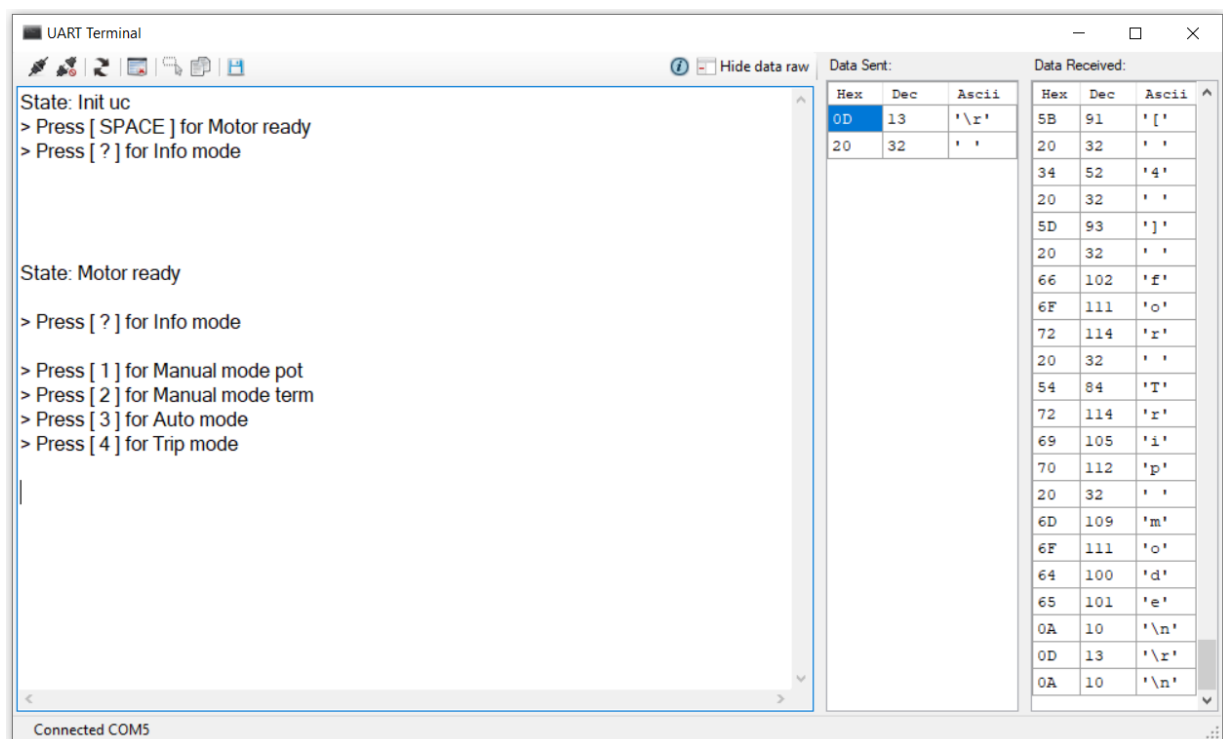 UART Terminal
Hide data raw
State: Init uc
> Press [ SPACE ] for Motor ready
> Press [ ? ] for Info mode
State: Motor ready
> Press [ ? ] for Info mode
> Press [ 1 ] for Manual mode pot
> Press [ 2 ] for Manual mode term
> Press [ 3 ] for Auto mode
> Press [ 4 ] for Trip mode
Data Sent:
Hex Dec Ascii
0D 13 '\r'
20 32 ' '
Data Received:
Hex Dec Ascii
5B 91 '['
20 32 ' '
34 52 '4'
20 32 ' '
5D 93 ']'
20 32 ' '
66 102 'f'
6F 111 'o'
72 114 'r'
20 32 ' '
54 84 'T'
72 114 'r'
69 105 'i'
70 112 'p'
20 32 ' '
6D 109 'm'
6F 111 'o'
64 100 'd'
65 101 'e'
0A 10 '\n'
0D 13 '\r'
0A 10 '\n'
Connected COM5